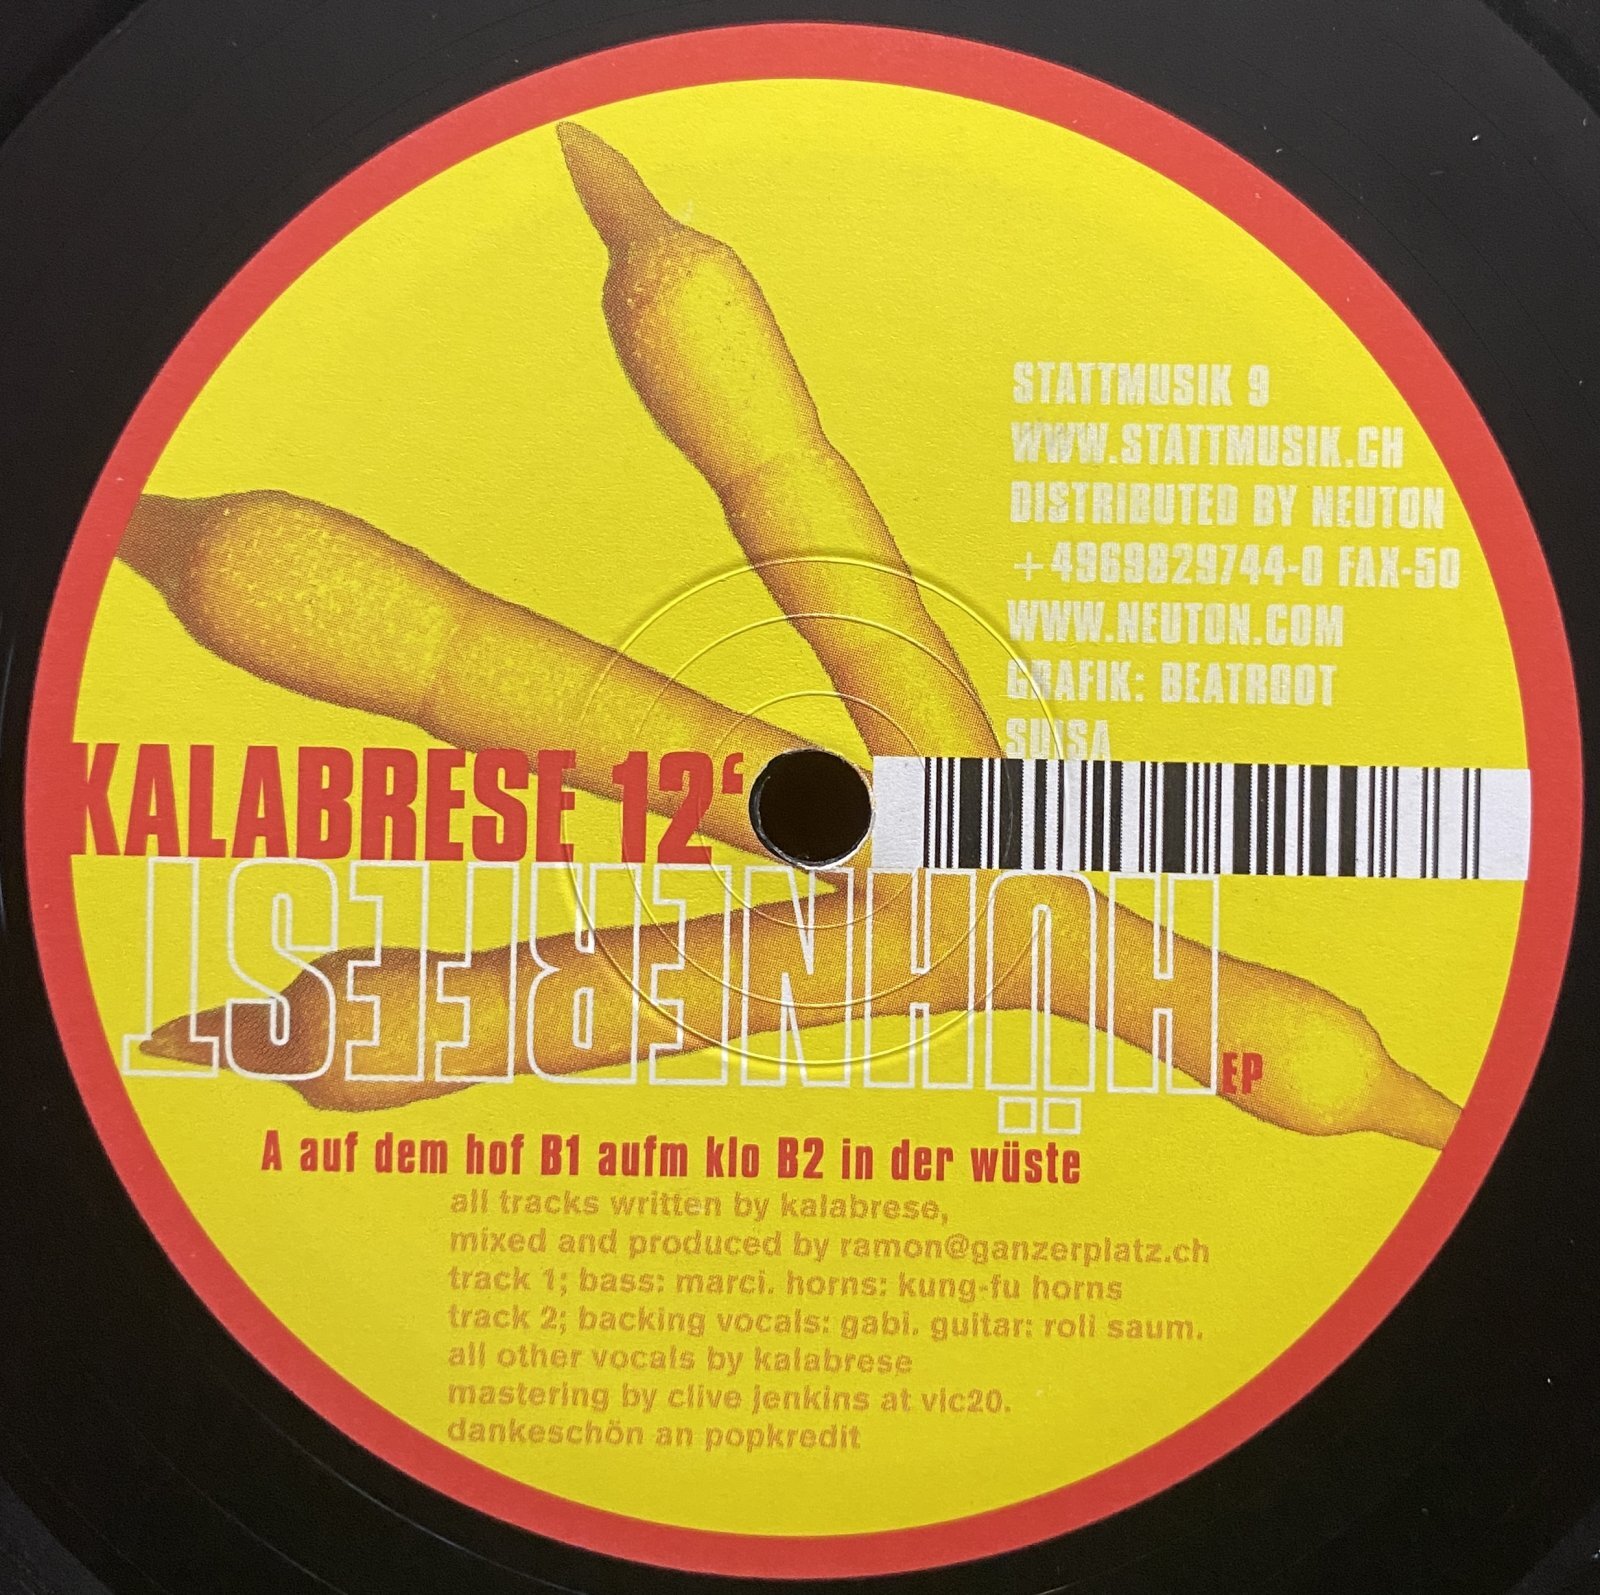 STATTMUSIK 9
WWW.STATTMUSIK.CH
DISTRIBUTED BY NEUTON
+4969829744-0 FAX-50
WWW.NEUTON.COM
GRAFIK: BEATROOT
SUISA
KALABRESE 12‘
HÜHNERFEST EP
A auf dem hof B1 aufm klo B2 in der wüste
all tracks written by kalabrese,
mixed and produced by ramon@ganzerplatz.ch
track 1; bass: marci. horns: kung-fu horns
track 2; backing vocals: gabi. guitar: roli saum.
all other vocals by kalabrese
mastering by clive jenkins at vic20.
dankeschön an popkredit